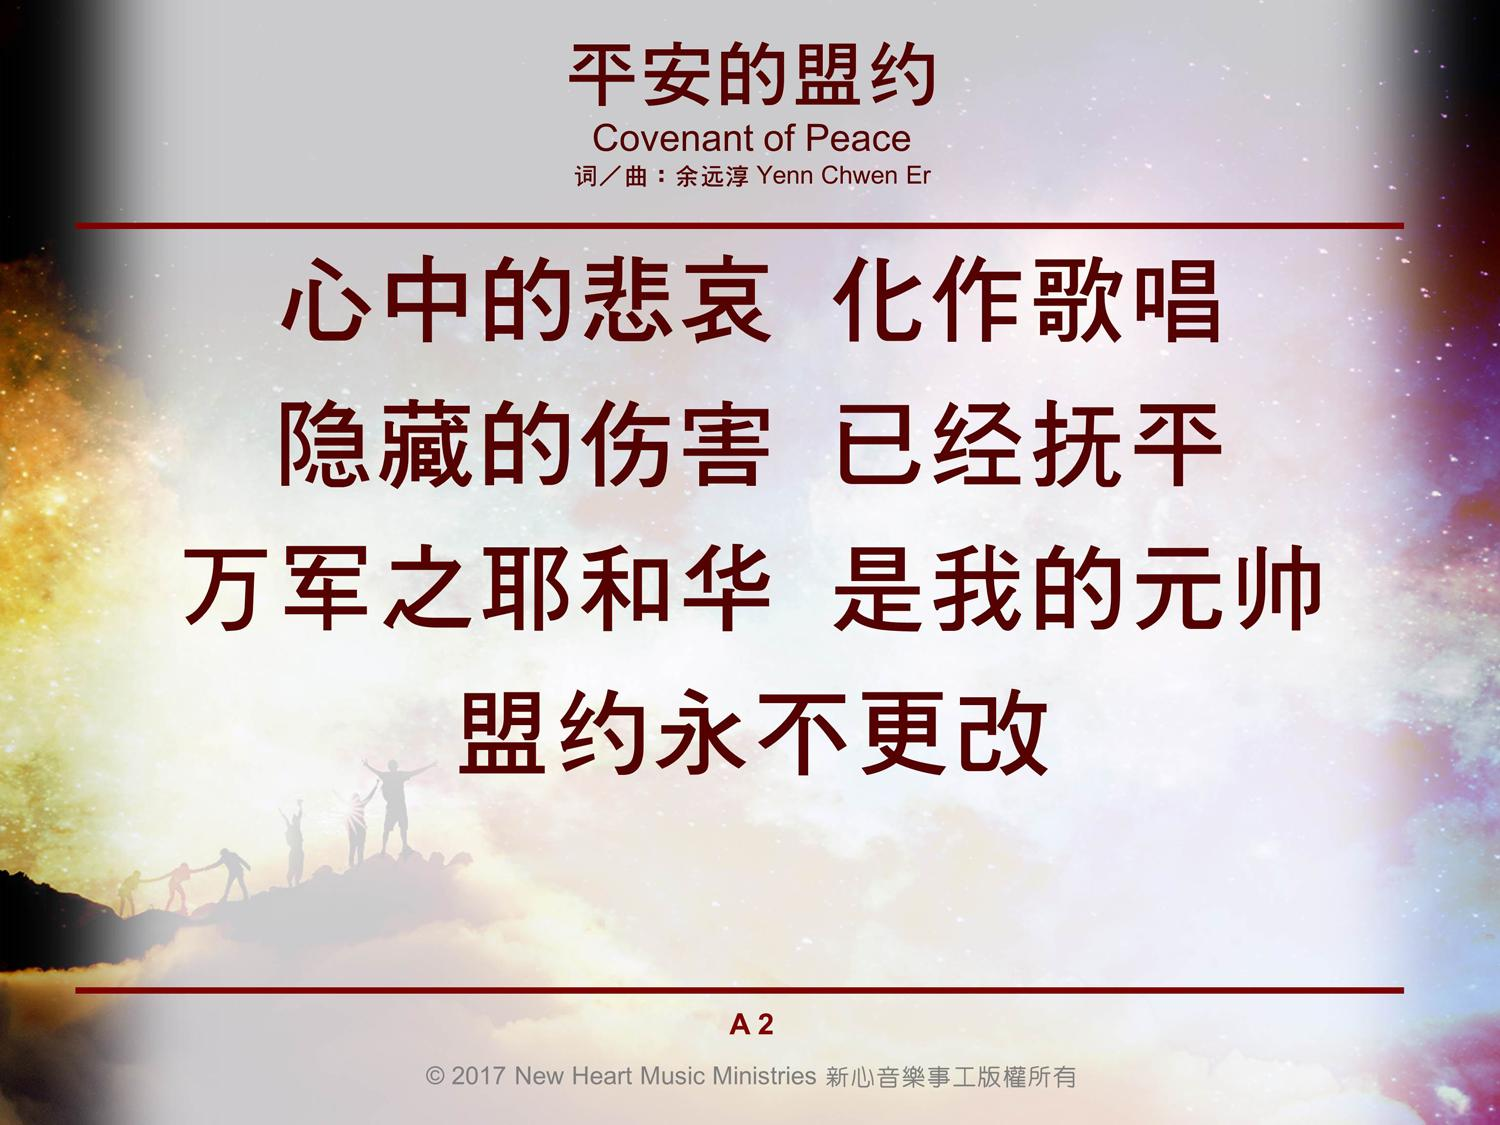 平安的盟约
Covenant of Peace
词／曲：余远淳 Yenn Chwen Er
心中的悲哀 化作歌唱
隐藏的伤害 已经抚平
万军之耶和华 是我的元帅
盟约永不更改
A 2
© 2017 New Heart Music Ministries 新心音樂事工版權所有